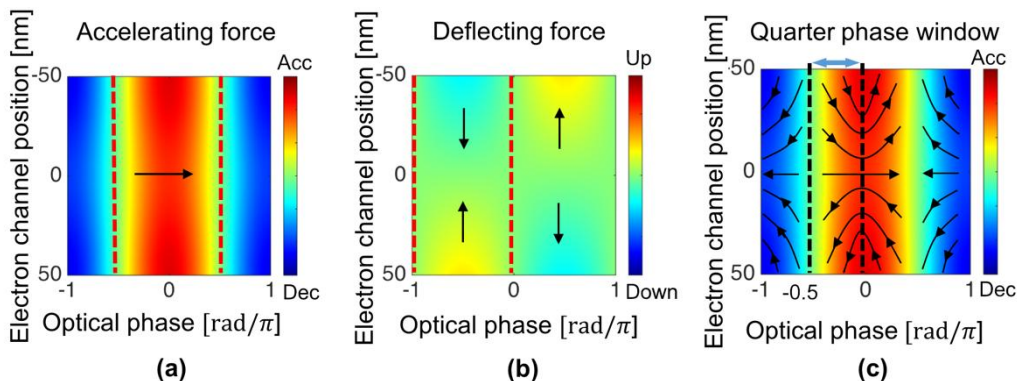 Accelerating force
Acc
Electron channel position [nm]
-50
0
50
-1
0
1
Dec
Optical phase [rad/π]
(a)
Deflecting force
Up
Electron channel position [nm]
-50
0
50
-1
0
1
Down
Optical phase [rad/π]
(b)
Quarter phase window
Acc
Electron channel position [nm]
-50
0
50
-1
-0.5
0
1
Dec
Optical phase [rad/π]
(c)